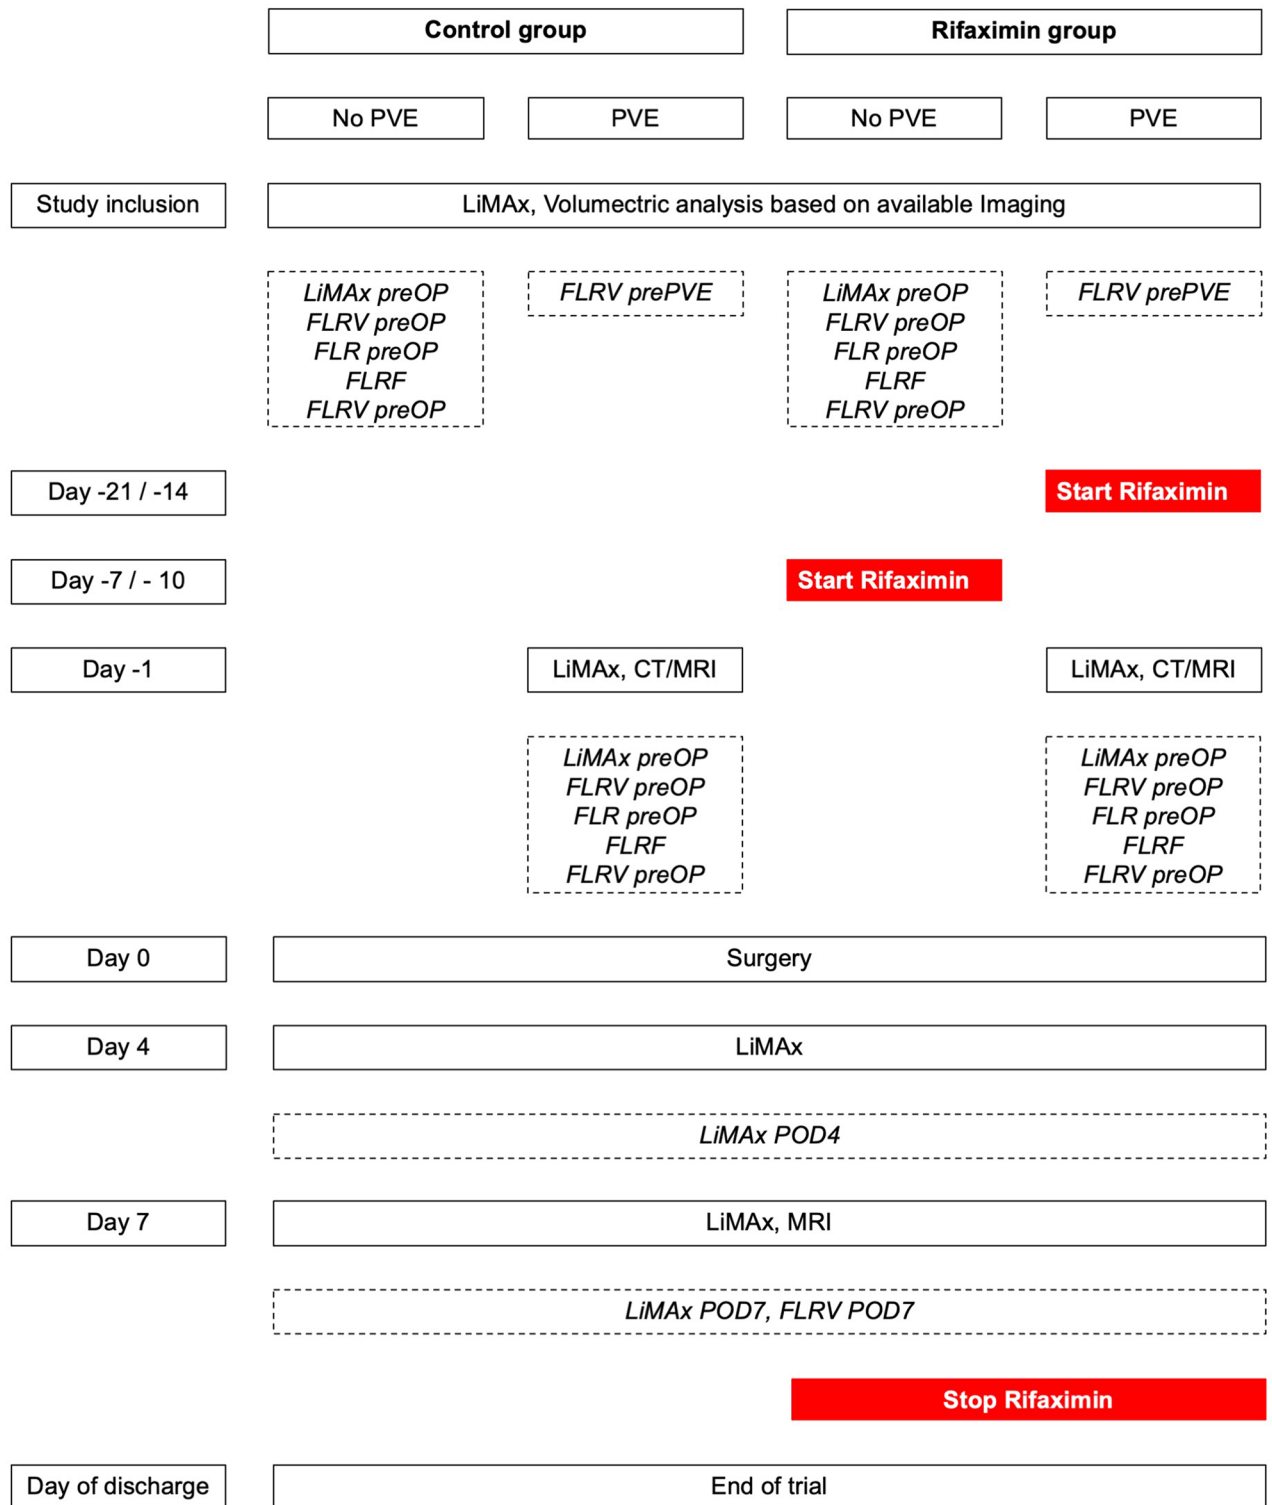 Control group
Rifaximin group
No PVE
PVE
No PVE
PVE
Study inclusion
LiMAx, Volumectric analysis based on available Imaging
LiMAx preOP
FLRV preOP
FLR preOP
FLRF
FLRV preOP
FLRV prePVE
LiMAx preOP
FLRV preOP
FLR preOP
FLRF
FLRV preOP
FLRV prePVE
Day -21 / -14
Start Rifaximin
Day -7 / - 10
Start Rifaximin
Day -1
LiMAx, CT/MRI
LiMAx, CT/MRI
LiMAx preOP
FLRV preOP
FLR preOP
FLRF
FLRV preOP
LiMAx preOP
FLRV preOP
FLR preOP
FLRF
FLRV preOP
Day 0
Surgery
Day 4
LiMAx
LiMAx POD4
Day 7
LiMAx, MRI
LiMAx POD7, FLRV POD7
Stop Rifaximin
Day of discharge
End of trial